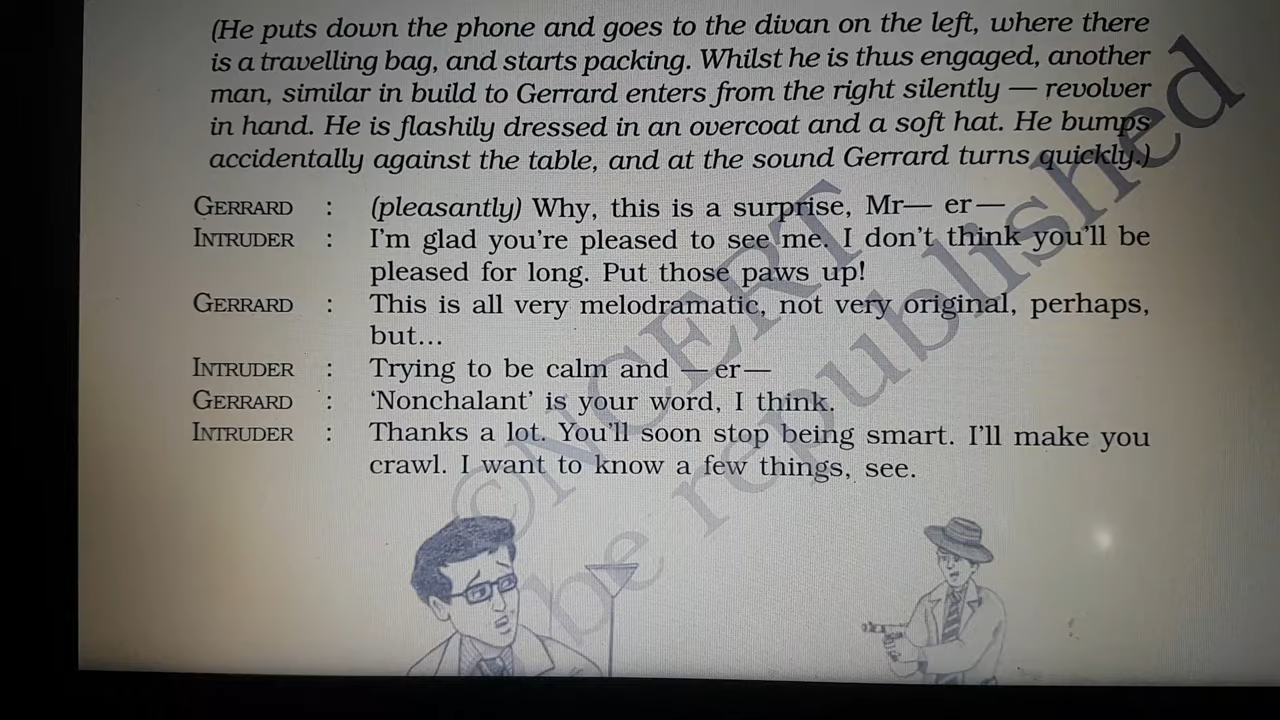 (He puts down the phone and goes to the divan on the left, where there
is a travelling bag, and starts packing. Whilst he is thus engaged, another
man, similar in build to Gerrard enters from the right silently — revolver
in hand. He is flashily dressed in an overcoat and a soft hat. He bumps
accidentally against the table, and at the sound Gerrard turns quickly.)
GERRARD : (pleasantly) Why, this is a surprise, Mr— er—
INTRUDER : I'm glad you're pleased to see me. I don't think you'll be
pleased for long. Put those paws up!
GERRARD : This is all very melodramatic, not very original, perhaps,
but...
INTRUDER : Trying to be calm and —er—
GERRARD : ‘Nonchalant’ is your word, I think.
INTRUDER : Thanks a lot. You'll soon stop being smart. I'll make you
crawl. I want to know a few things, see.
©NCERT
be republished